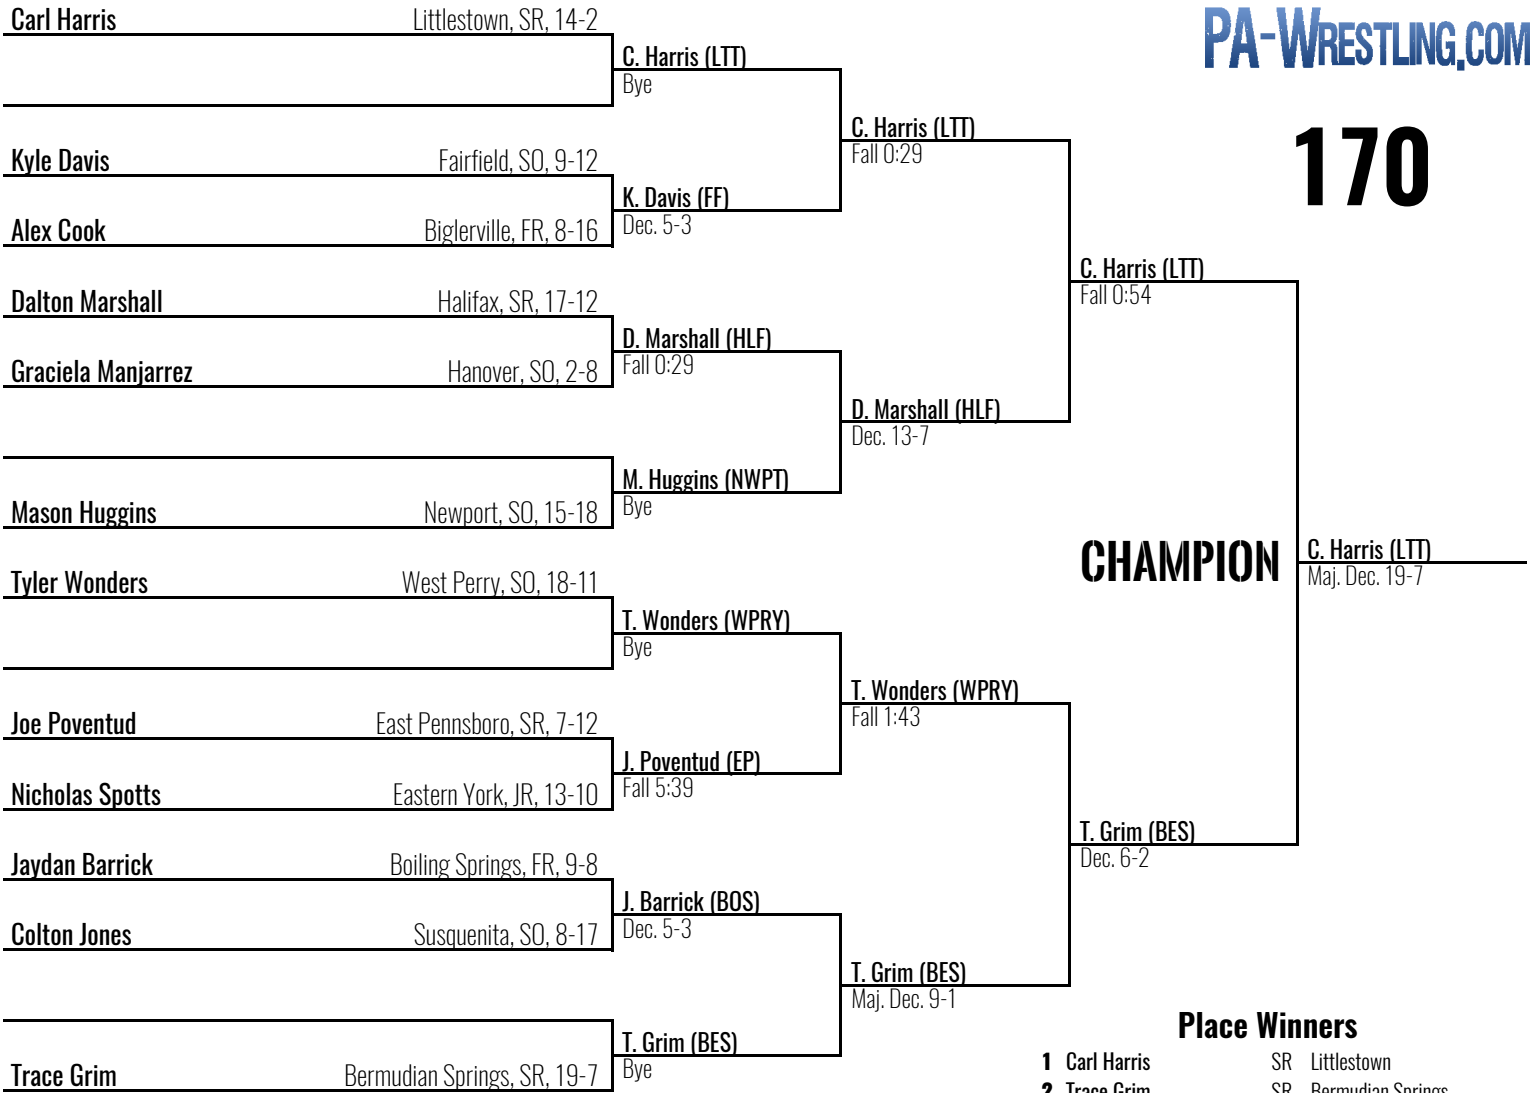 Carl Harris Littlestown, SR, 14-2
PA-WRESTLING.COM
C. Harris (LTT)
Bye
C. Harris (LTT)
Fall 0:29
170
Kyle Davis Fairfield, SO, 9-12
K. Davis (FF)
Dec. 5-3
Alex Cook Biglerville, FR, 8-16
C. Harris (LTT)
Fall 0:54
Dalton Marshall Halifax, SR, 17-12
D. Marshall (HLF)
Fall 0:29
Graciela Manjarrez Hanover, SO, 2-8
D. Marshall (HLF)
Dec. 13-7
M. Huggins (NWPT)
Bye
Mason Huggins Newport, SO, 15-18
CHAMPION
C. Harris (LTT)
Maj. Dec. 19-7
Tyler Wonders West Perry, SO, 18-11
T. Wonders (WPRY)
Bye
T. Wonders (WPRY)
Fall 1:43
Joe Poventud East Pennsboro, SR, 7-12
J. Poventud (EP)
Fall 5:39
Nicholas Spotts Eastern York, JR, 13-10
T. Grim (BES)
Dec. 6-2
Jaydan Barrick Boiling Springs, FR, 9-8
J. Barrick (BOS)
Dec. 5-3
Colton Jones Susquenita, SO, 8-17
T. Grim (BES)
Maj. Dec. 9-1
T. Grim (BES)
Bye
Trace Grim Bermudian Springs, SR, 19-7
Place Winners
1 Carl Harris SR Littlestown
2 Trace Grim SR Bermudian Springs